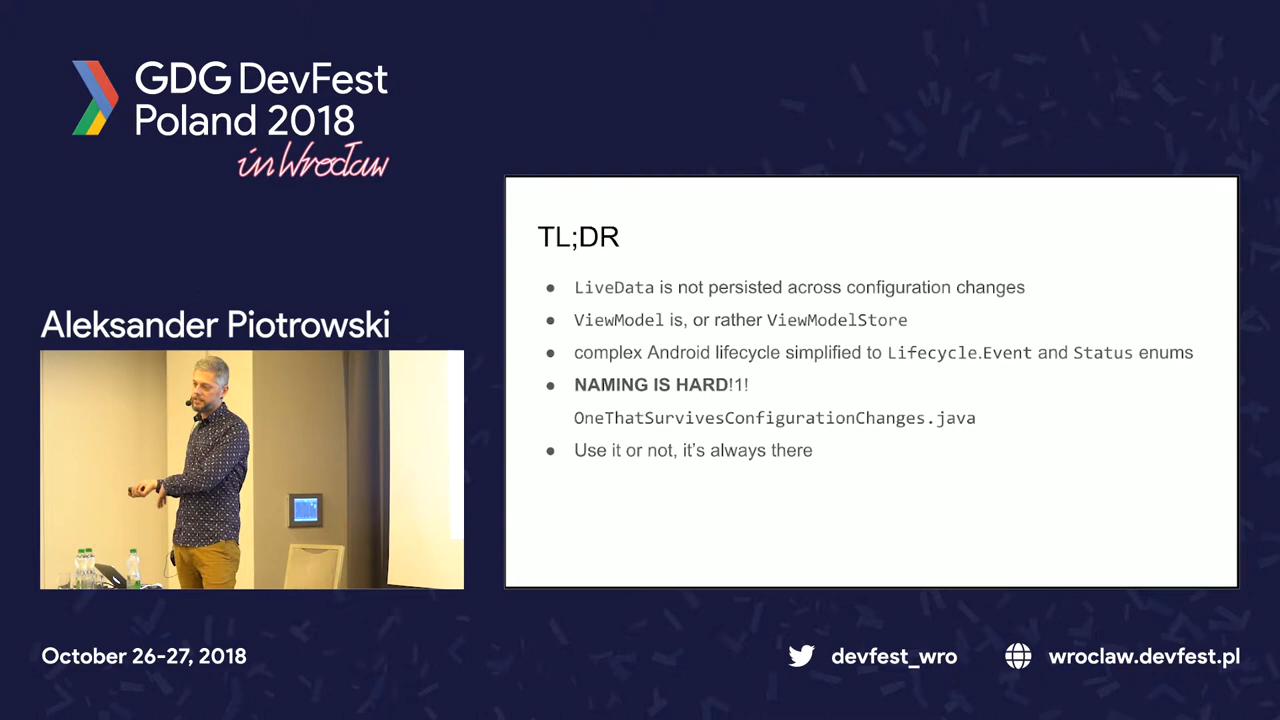 GDG DevFest
Poland 2018
in Wrocław
Aleksander Piotrowski
TL;DR
● LiveData is not persisted across configuration changes
● ViewModel is, or rather ViewModelStore
● complex Android lifecycle simplified to Lifecycle.Event and Status enums
● NAMING IS HARD!1!
OneThatSurvivesConfigurationChanges.java
● Use it or not, it's always there
October 26-27, 2018
devfest_wro
wroclaw.devfest.pl